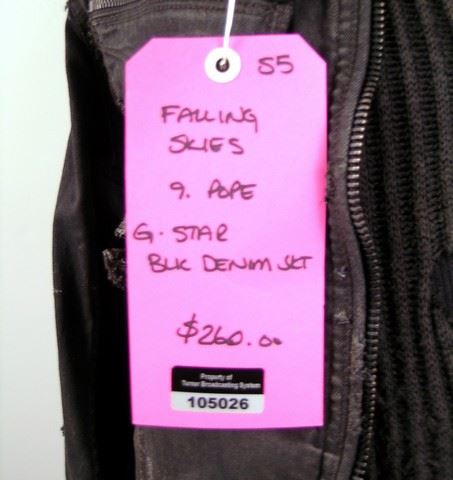 S5
FALLING
SKIES
9. POPE
G-STAR
BLK DENIM JKT
$260.00
Property of
Turner Broadcasting System
105026